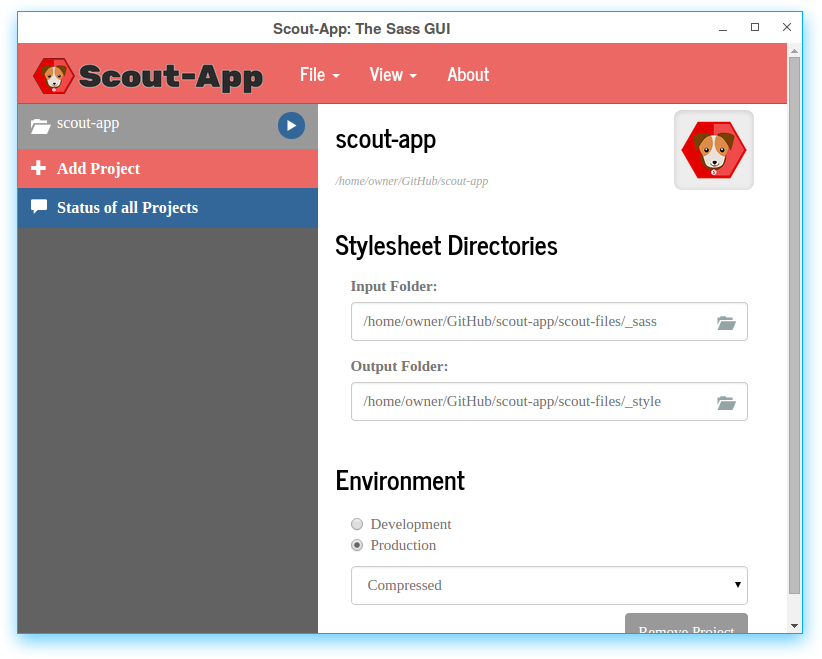 Scout-App: The Sass GUI
Scout-App File View About
scout-app
Add Project
Status of all Projects
scout-app
/home/owner/GitHub/scout-app
Stylesheet Directories
Input Folder:
/home/owner/GitHub/scout-app/scout-files/_sass
Output Folder:
/home/owner/GitHub/scout-app/scout-files/_style
Environment
Development
Production
Compressed
Remove Project